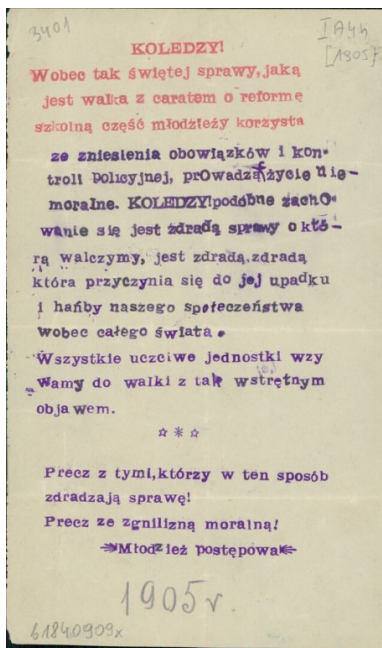 3401
I A4h
[1905]
KOLEDZY!
Wobec tak świętej sprawy, jaką
jest walka z caratem o reformę
szkolną część młodzieży korzysta
ze zniesienia obowiązków i kon-
troli policyjnej, prowadząc życie nie-
moralne. KOLEDZY! podobne zacho-
wanie się jest zdradą sprawy o któ-
rą walczymy, jest zdradą, zdradą
która przyczynia się do jej upadku
i hańby naszego społeczeństwa
wobec całego świata.
Wszystkie uczciwe jednostki wzy
wamy do walki z tak wstrętnym
objawem.
☆ * ☆
Precz z tymi, którzy w ten sposób
zdradzają sprawę!
Precz ze zgnilizną moralną!
Młodzież postępowa
1905 r.
b1840909x